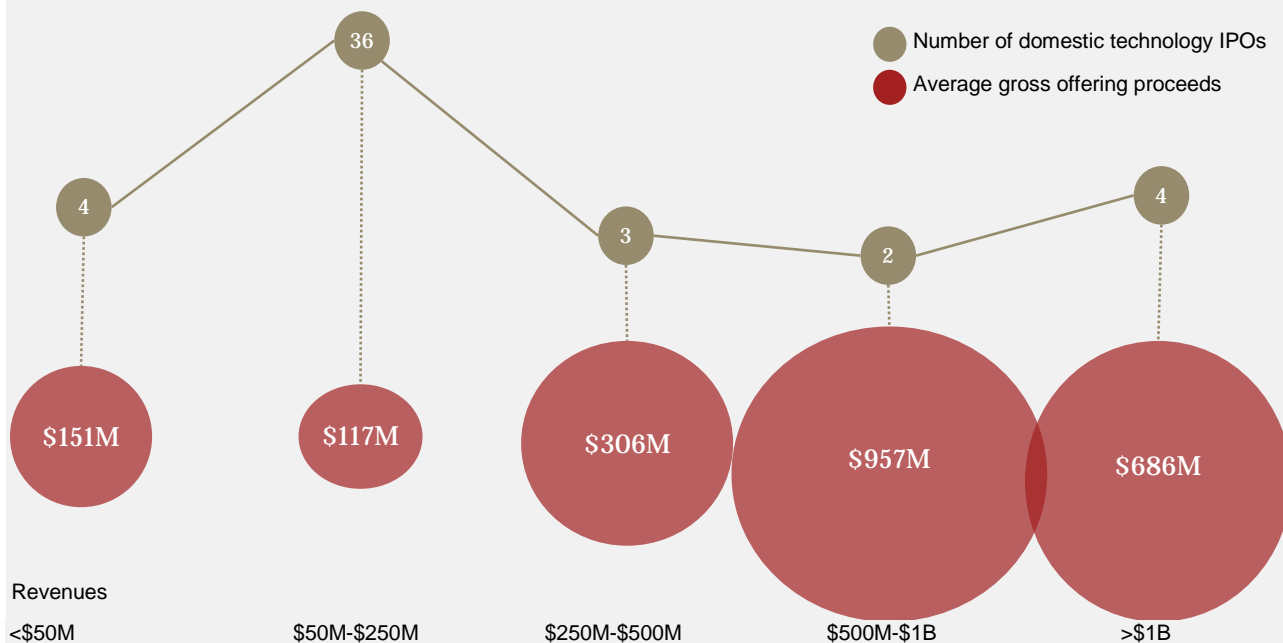 36
Number of domestic technology IPOs
Average gross offering proceeds
4
3
2
4
$151M
$117M
$306M
$957M
$686M
Revenues
<$50M
$50M-$250M
$250M-$500M
$500M-$1B
>$1B